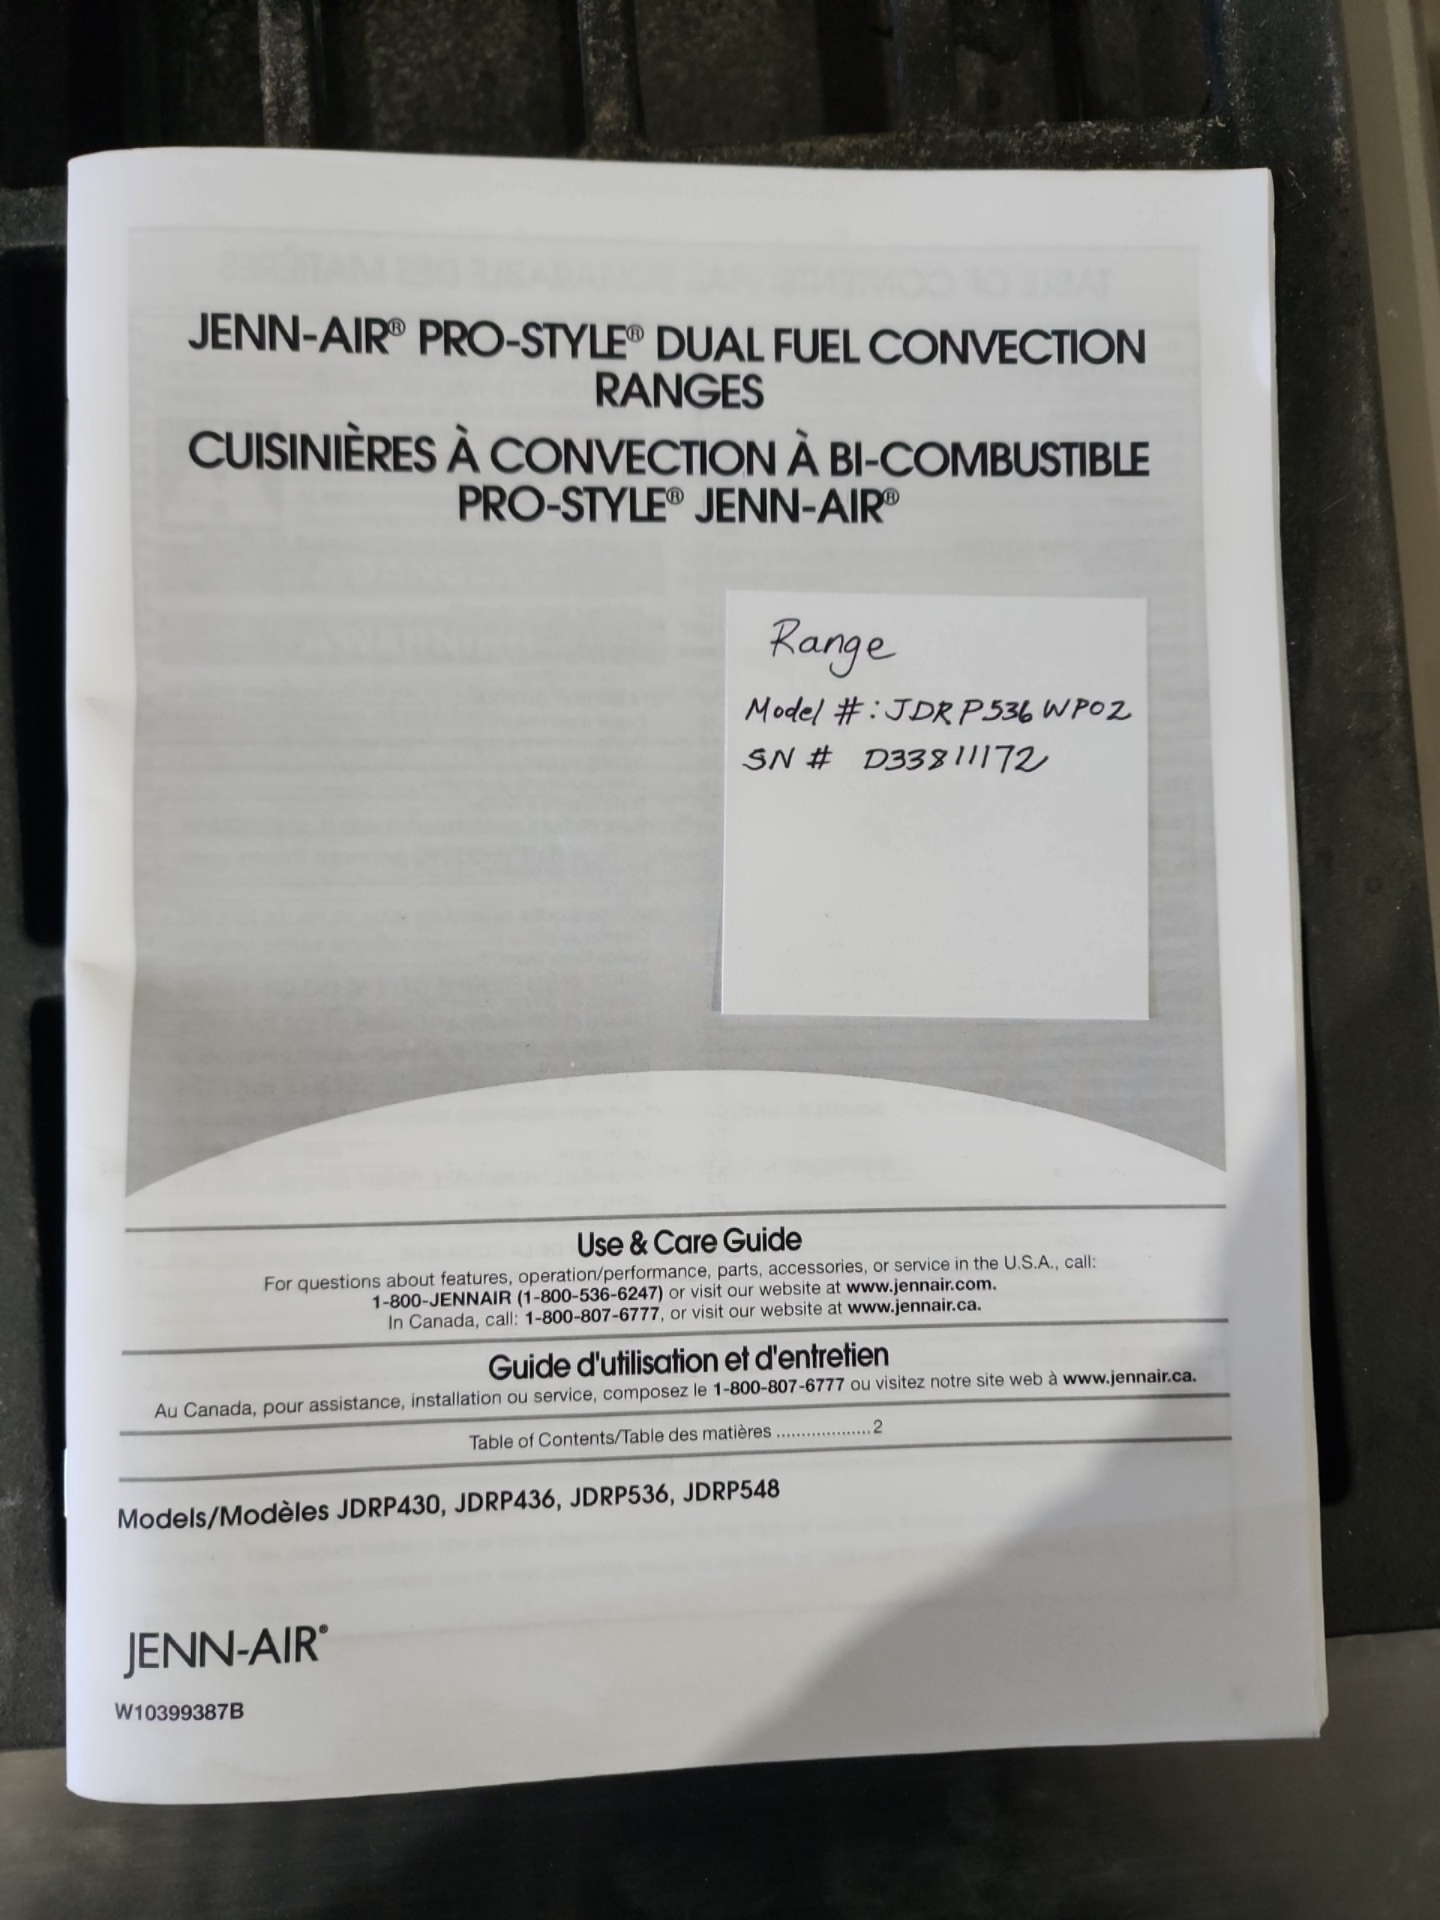 JENN-AIR® PRO-STYLE® DUAL FUEL CONVECTION
RANGES
CUISINIÈRES À CONVECTION À BI-COMBUSTIBLE
PRO-STYLE® JENN-AIR®
Range
Model #: JDRP536WP02
SN # D33811172
Use & Care Guide
For questions about features, operation/performance, parts, accessories, or service in the U.S.A., call:
1-800-JENNAIR (1-800-536-6247) or visit our website at www.jennair.com.
In Canada, call: 1-800-807-6777, or visit our website at www.jennair.ca.
Guide d'utilisation et d'entretien
Au Canada, pour assistance, installation ou service, composez le 1-800-807-6777 ou visitez notre site web à www.jennair.ca.
Table of Contents/Table des matières ...................2
Models/Modèles JDRP430, JDRP436, JDRP536, JDRP548
JENN-AIR®
W10399387B